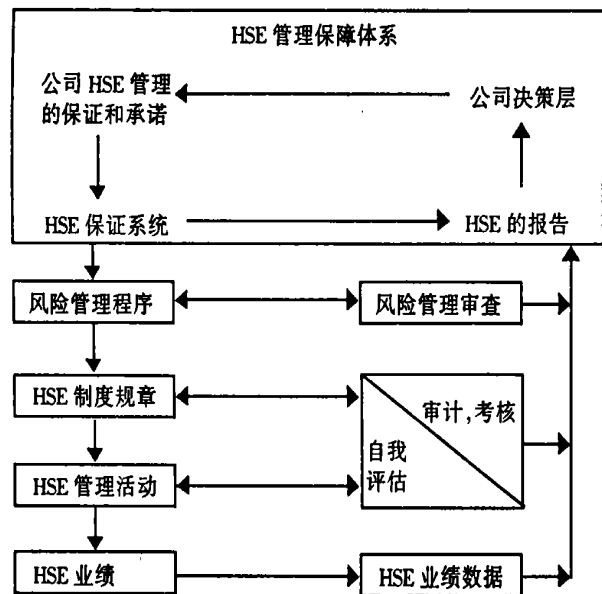 HSE 管理保障体系
公司 HSE 管理
的保证和承诺
公司决策层
HSE 保证系统
HSE 的报告
风险管理程序
风险管理审查
HSE 制度规章
审计,考核
自我
评估
HSE 管理活动
HSE 业绩
HSE 业绩数据